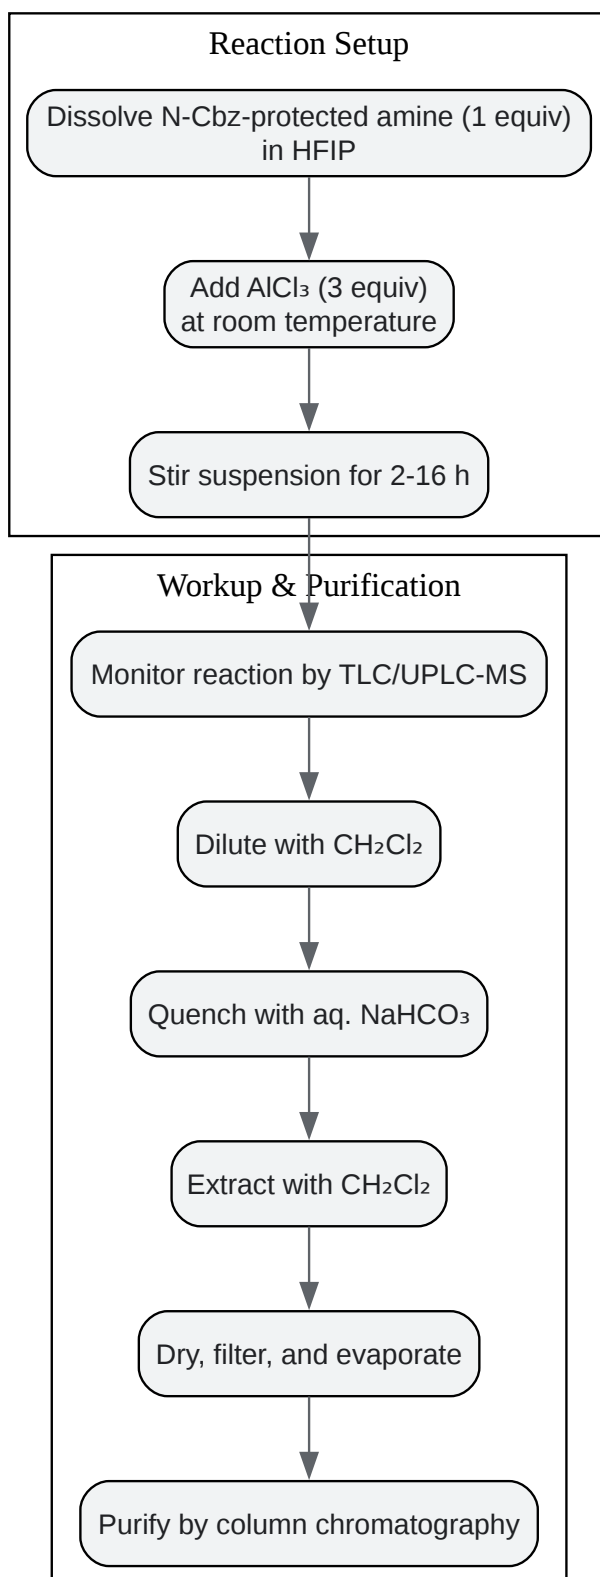 Reaction Setup
Dissolve N-Cbz-protected amine (1 equiv)
in HFIP
Add AlCl₃ (3 equiv)
at room temperature
Stir suspension for 2-16 h
Workup & Purification
Monitor reaction by TLC/UPLC-MS
Dilute with CH₂Cl₂
Quench with aq. NaHCO₃
Extract with CH₂Cl₂
Dry, filter, and evaporate
Purify by column chromatography